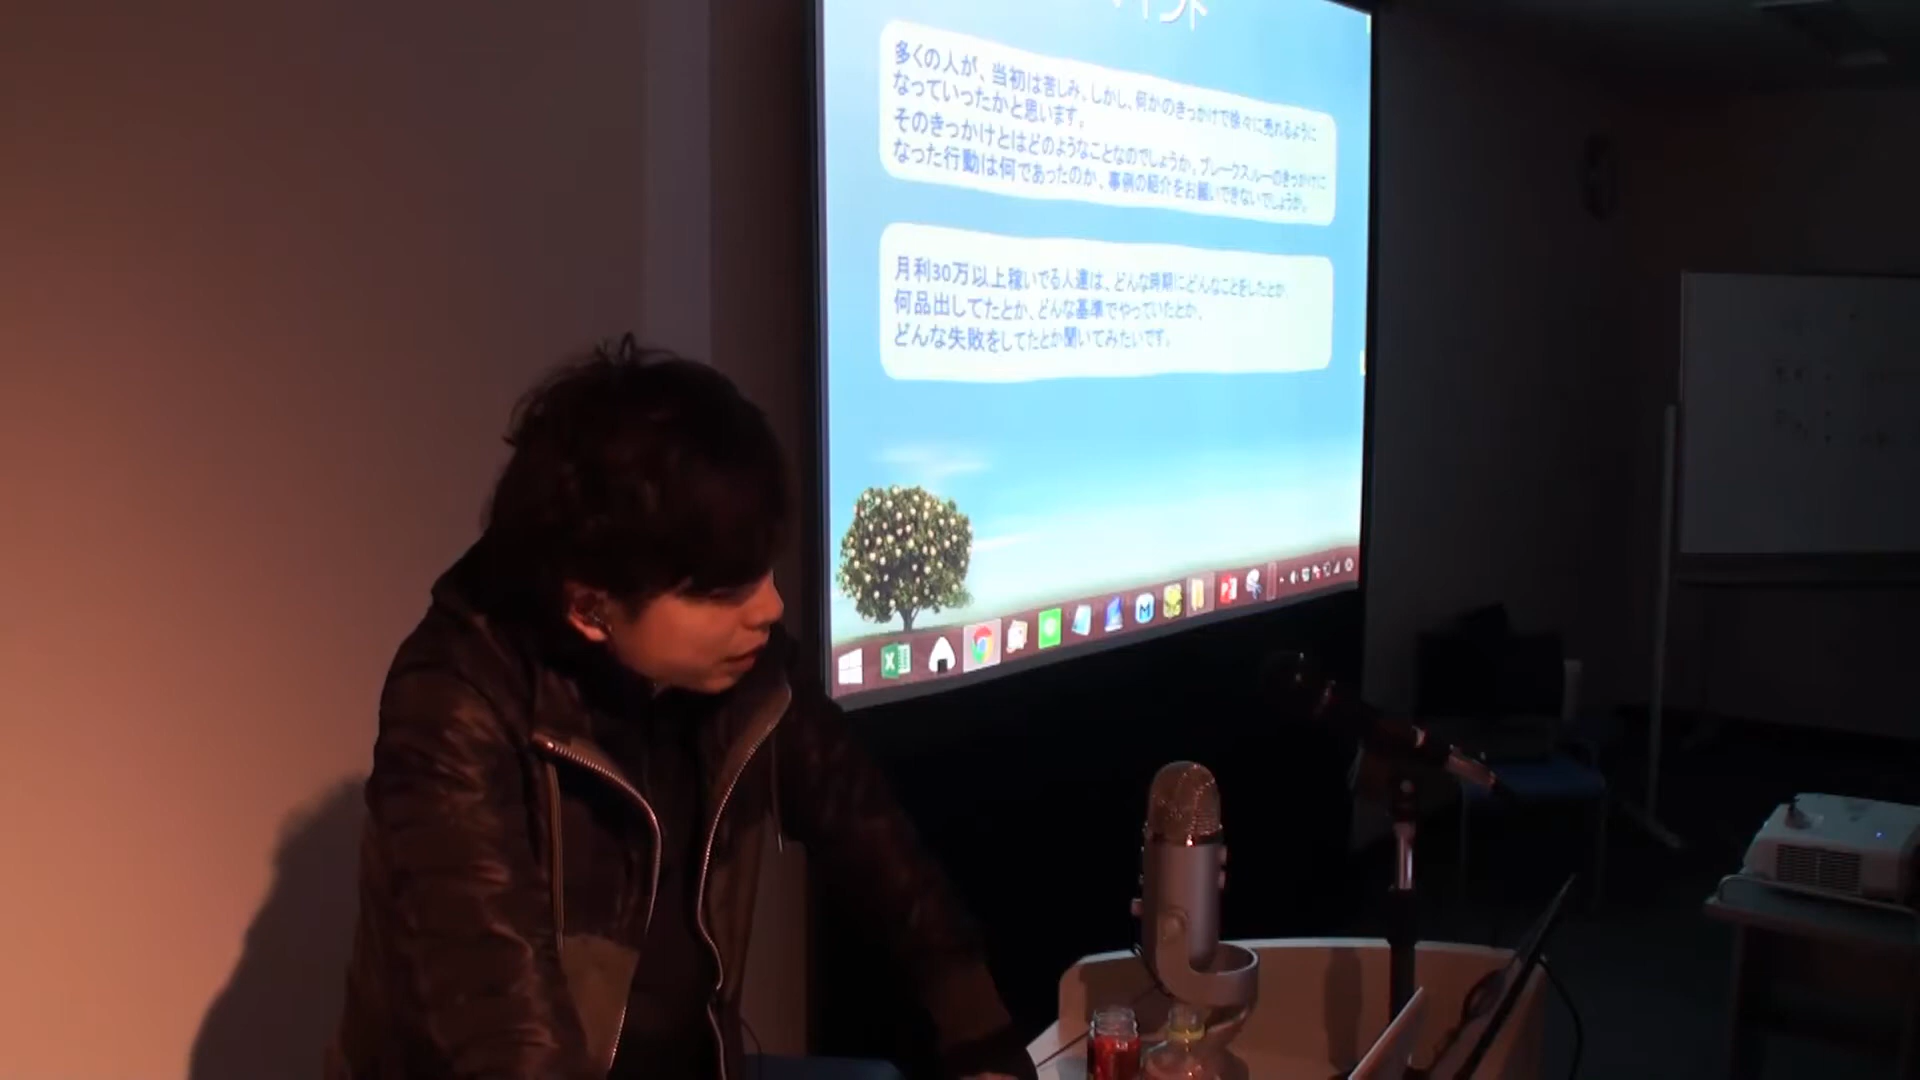 多くの人が、当初は苦しみ、しかし、何かのきっかけで徐々に売れるように
なっていったかと思います。
そのきっかけとはどのようなことなのでしょうか。ブレークスルーのきっかけに
なった行動は何であったのか、事例の紹介をお願いできないでしょうか。
月利30万以上稼いでる人達は、どんな時期にどんなことをしたとか
何品出してたとか、どんな基準でやっていたとか、
どんな失敗をしてたとか聞いてみたいです。